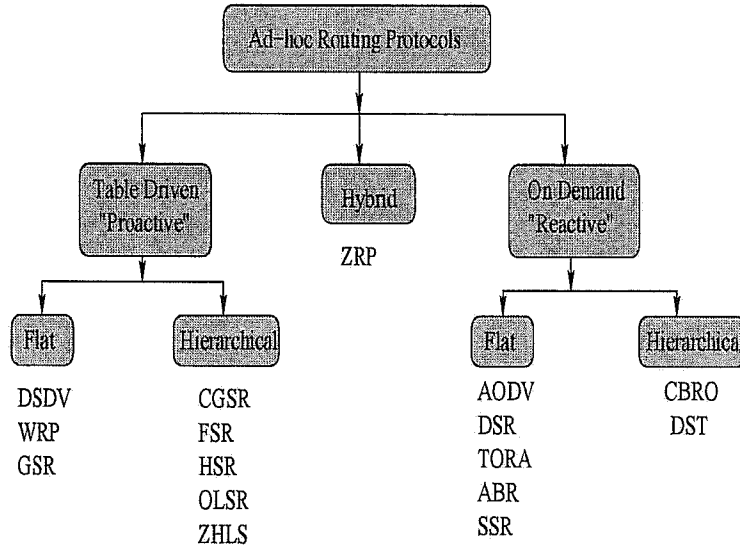 Ad-hoc Routing Protocols
Table Driven
"Proactive"
Hybrid
On Demand
"Reactive"
ZRP
Flat
Hierarchical
Flat
Hierarchica
DSDV
WRP
GSR
CGSR
FSR
HSR
OLSR
ZHLS
AODV
DSR
TORA
ABR
SSR
CBRO
DST